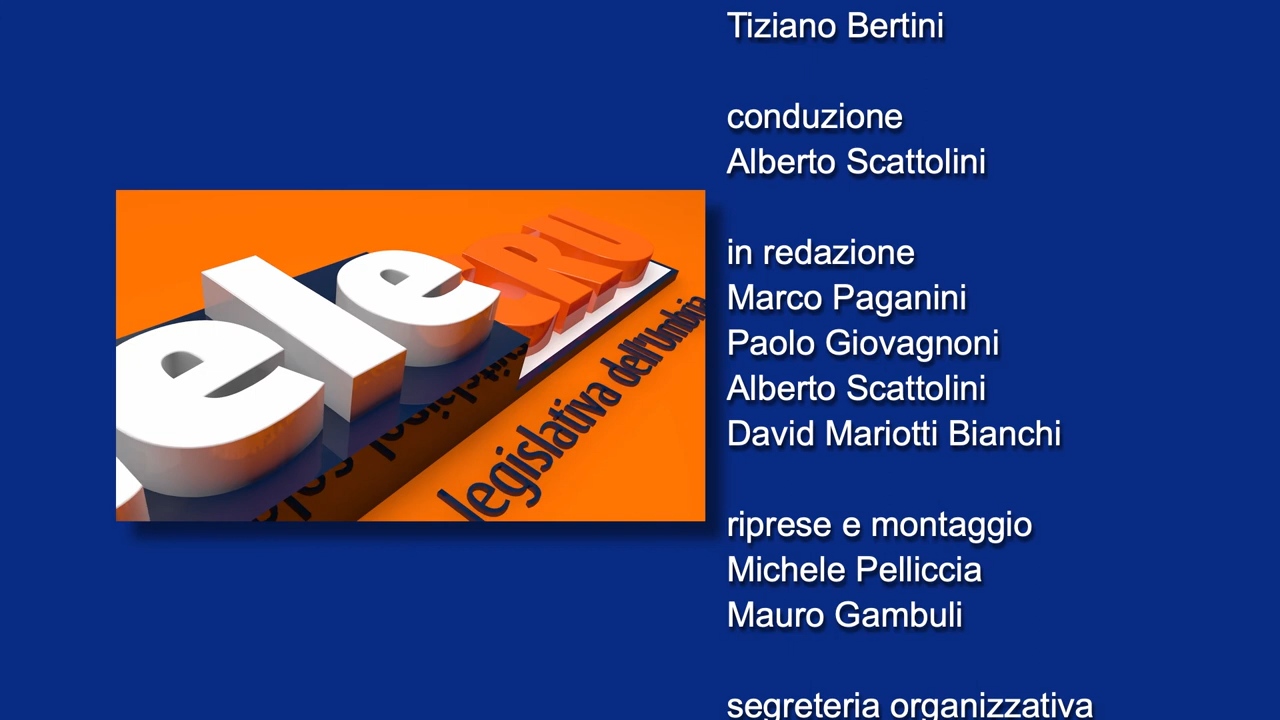 Tiziano Bertini
conduzione
Alberto Scattolini
in redazione
Marco Paganini
Paolo Giovagnoni
Alberto Scattolini
David Mariotti Bianchi
riprese e montaggio
Michele Pelliccia
Mauro Gambuli
segreteria organizzativa
ele
CRU
legislativa dell'Umbria